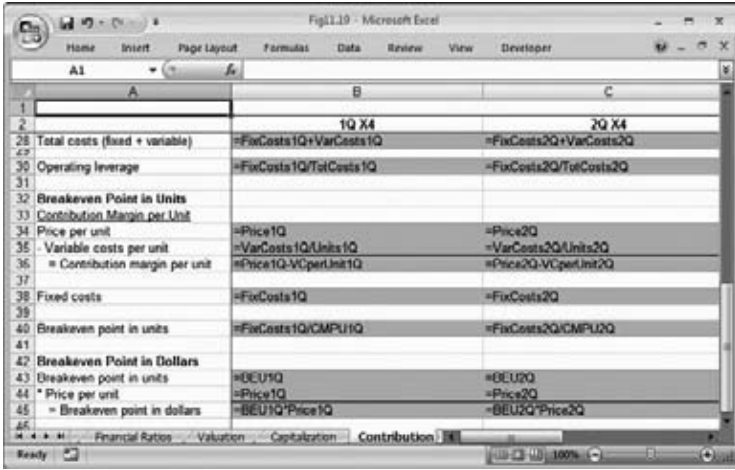 Fig11.19 - Microsoft Excel
Home Insert Page Layout Formulas Data Review View Developer
A1 fx
A B C
1
2 1Q X4 2Q X4
28 Total costs (fixed + variable) =FixCosts1Q+VarCosts1Q =FixCosts2Q+VarCosts2Q
29
30 Operating leverage =FixCosts1Q/TotCosts1Q =FixCosts2Q/TotCosts2Q
31
32 Breakeven Point in Units
33 Contribution Margin per Unit
34 Price per unit =Price1Q =Price2Q
35 - Variable costs per unit =VarCosts1Q/Units1Q =VarCosts2Q/Units2Q
36 = Contribution margin per unit =Price1Q-VCperUnit1Q =Price2Q-VCperUnit2Q
37
38 Fixed costs =FixCosts1Q =FixCosts2Q
39
40 Breakeven point in units =FixCosts1Q/CMPU1Q =FixCosts2Q/CMPU2Q
41
42 Breakeven Point in Dollars
43 Breakeven point in units =BEU1Q =BEU2Q
44 * Price per unit =Price1Q =Price2Q
45 = Breakeven point in dollars =BEU1Q*Price1Q =BEU2Q*Price2Q
46
Financial Ratios Valuation Capitalization Contribution
Ready 100%